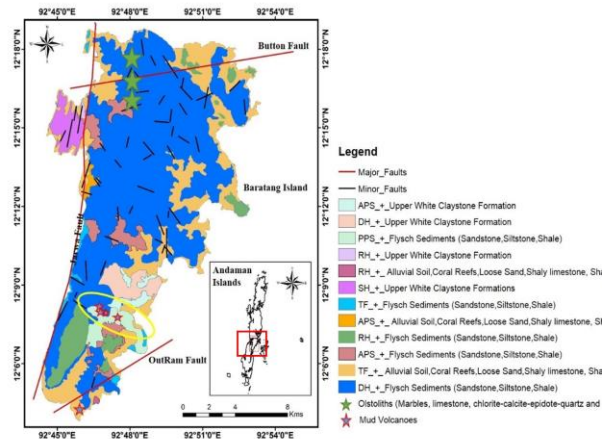 92°45'0"E 92°48'0"E 92°51'0"E 92°54'0"E
12°18'0"N
12°15'0"N
12°12'0"N
12°9'0"N
12°6'0"N
Button Fault
Baratang Island
Jarwa Fault
OutRam Fault
Andaman
Islands
0 2 4 8
Kms
92°45'0"E 92°48'0"E 92°51'0"E 92°54'0"E
12°18'0"N
12°15'0"N
12°12'0"N
12°9'0"N
12°6'0"N
Legend
Major_Faults
Minor_Faults
APS_+_Upper White Claystone Formation
DH_+_Upper White Claystone Formation
PPS_+_Flysch Sediments (Sandstone,Siltstone,Shale)
RH_+_Upper White Claystone Formation
RH_+_ Alluvial Soil,Coral Reefs,Loose Sand,Shaly limestone, Sha
SH_+_Upper White Claystone Formations
TF_+_Flysch Sediments (Sandstone,Siltstone,Shale)
APS_+_ Alluvial Soil,Coral Reefs,Loose Sand,Shaly limestone, Sh
RH_+_Flysch Sediments (Sandstone,Siltstone,Shale)
APS_+_Flysch Sediments (Sandstone,Siltstone,Shale)
TF_+_ Alluvial Soil,Coral Reefs,Loose Sand,Shaly limestone, Sha
DH_+_Flysch Sediments (Sandstone,Siltstone,Shale)
Olstoliths (Marbles, limestone, chlorite-calcite-epidote-quartz and
Mud Volcanoes